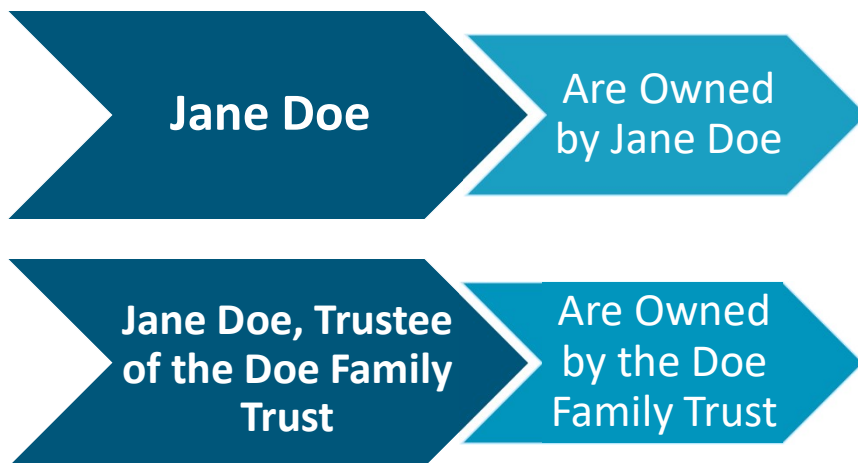 Jane Doe
Are Owned
by Jane Doe
Jane Doe, Trustee
of the Doe Family
Trust
Are Owned
by the Doe
Family Trust